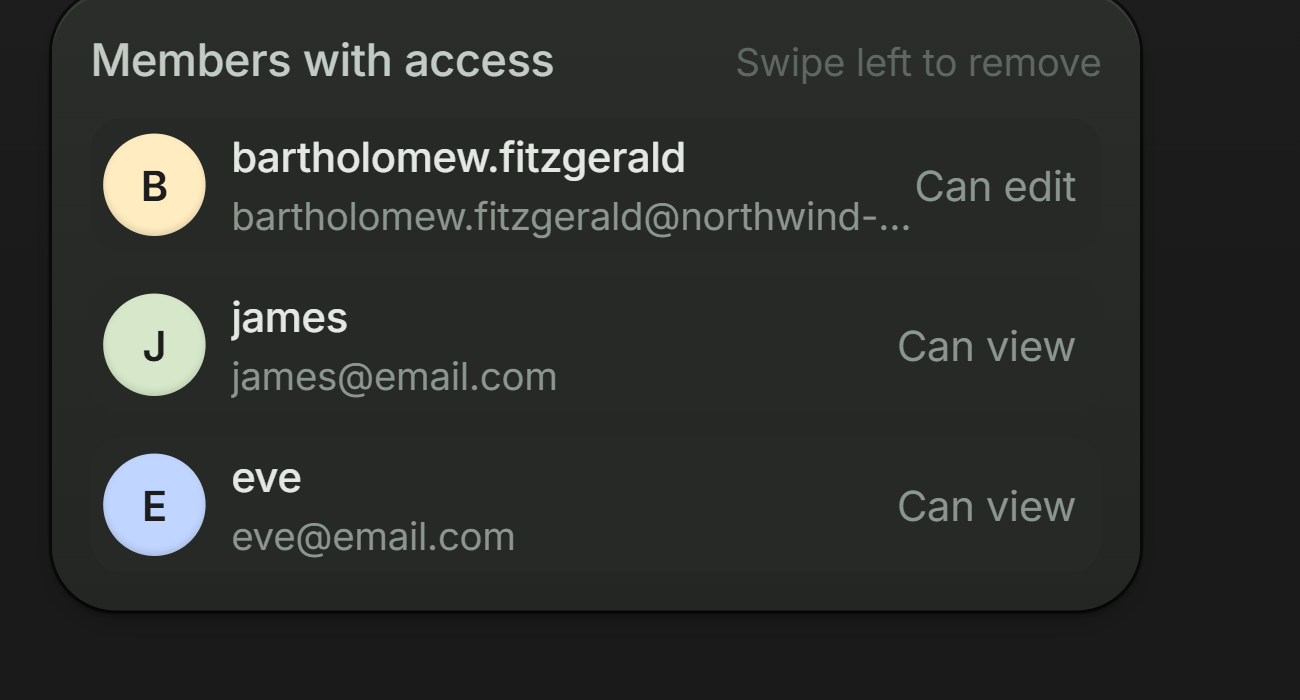 Members with access
Swipe left to remove
B
bartholomew.fitzgerald
bartholomew.fitzgerald@northwind-...
Can edit
J
james
james@email.com
Can view
E
eve
eve@email.com
Can view